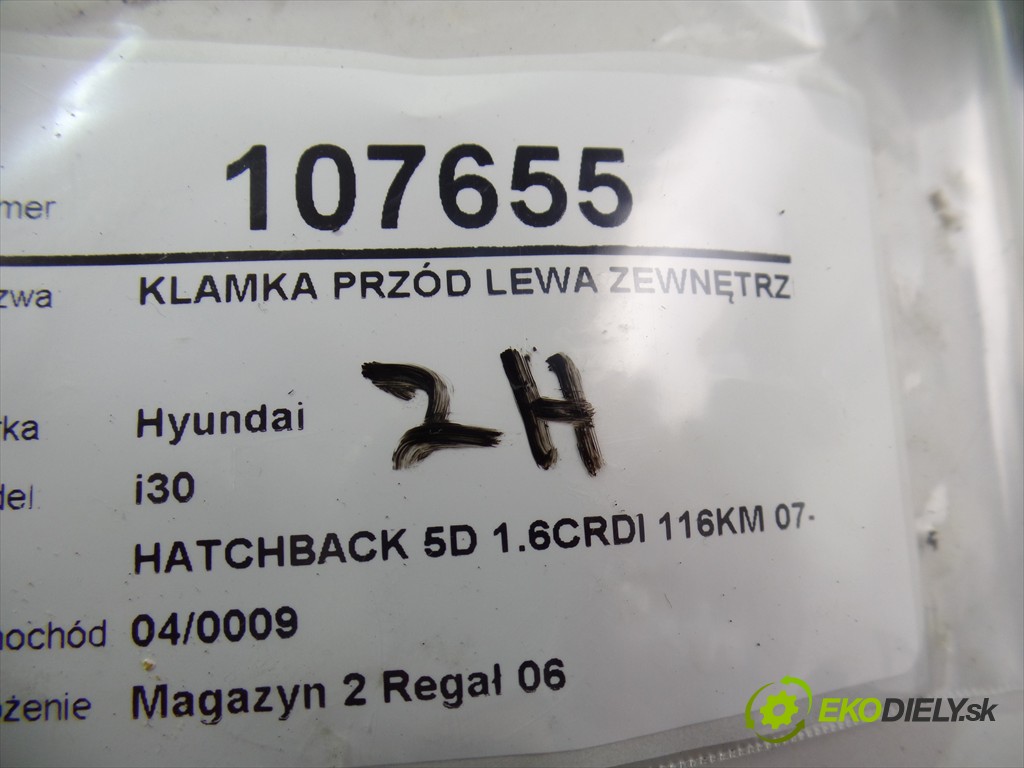 mer 107655
zwa KLAMKA PRZÓD LEWA ZEWNĘTRZ
2H
rka Hyundai
del i30
HATCHBACK 5D 1.6CRDI 116KM 07-
mochód 04/0009
ożenie Magazyn 2 Regał 06
EKODIELY.sk